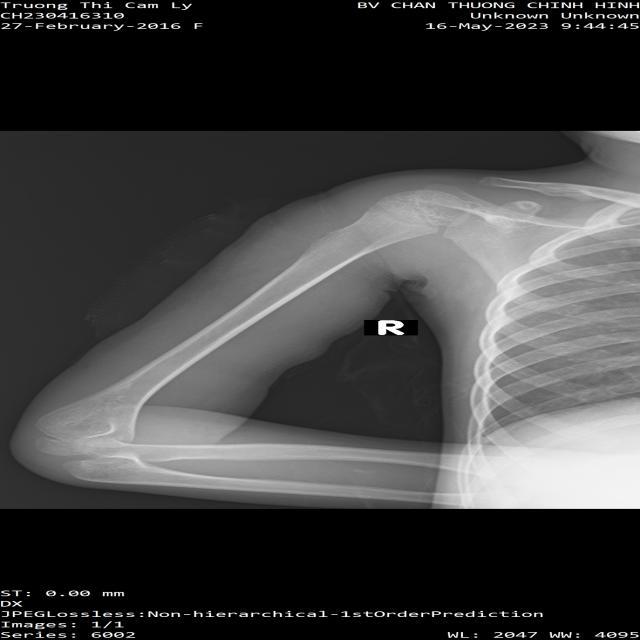 Truong Thi Cam Ly
BV CHAN THUONG CHINH HINH
CH230416310
Unknown Unknown
27-February-2016 F
16-May-2023 9:44:45
R
ST: 0.00 mm
DX
JPEGLossless:Non-hierarchical-1stOrderPrediction
Images: 1/1
Series: 6002
WL: 2047 WW: 4095